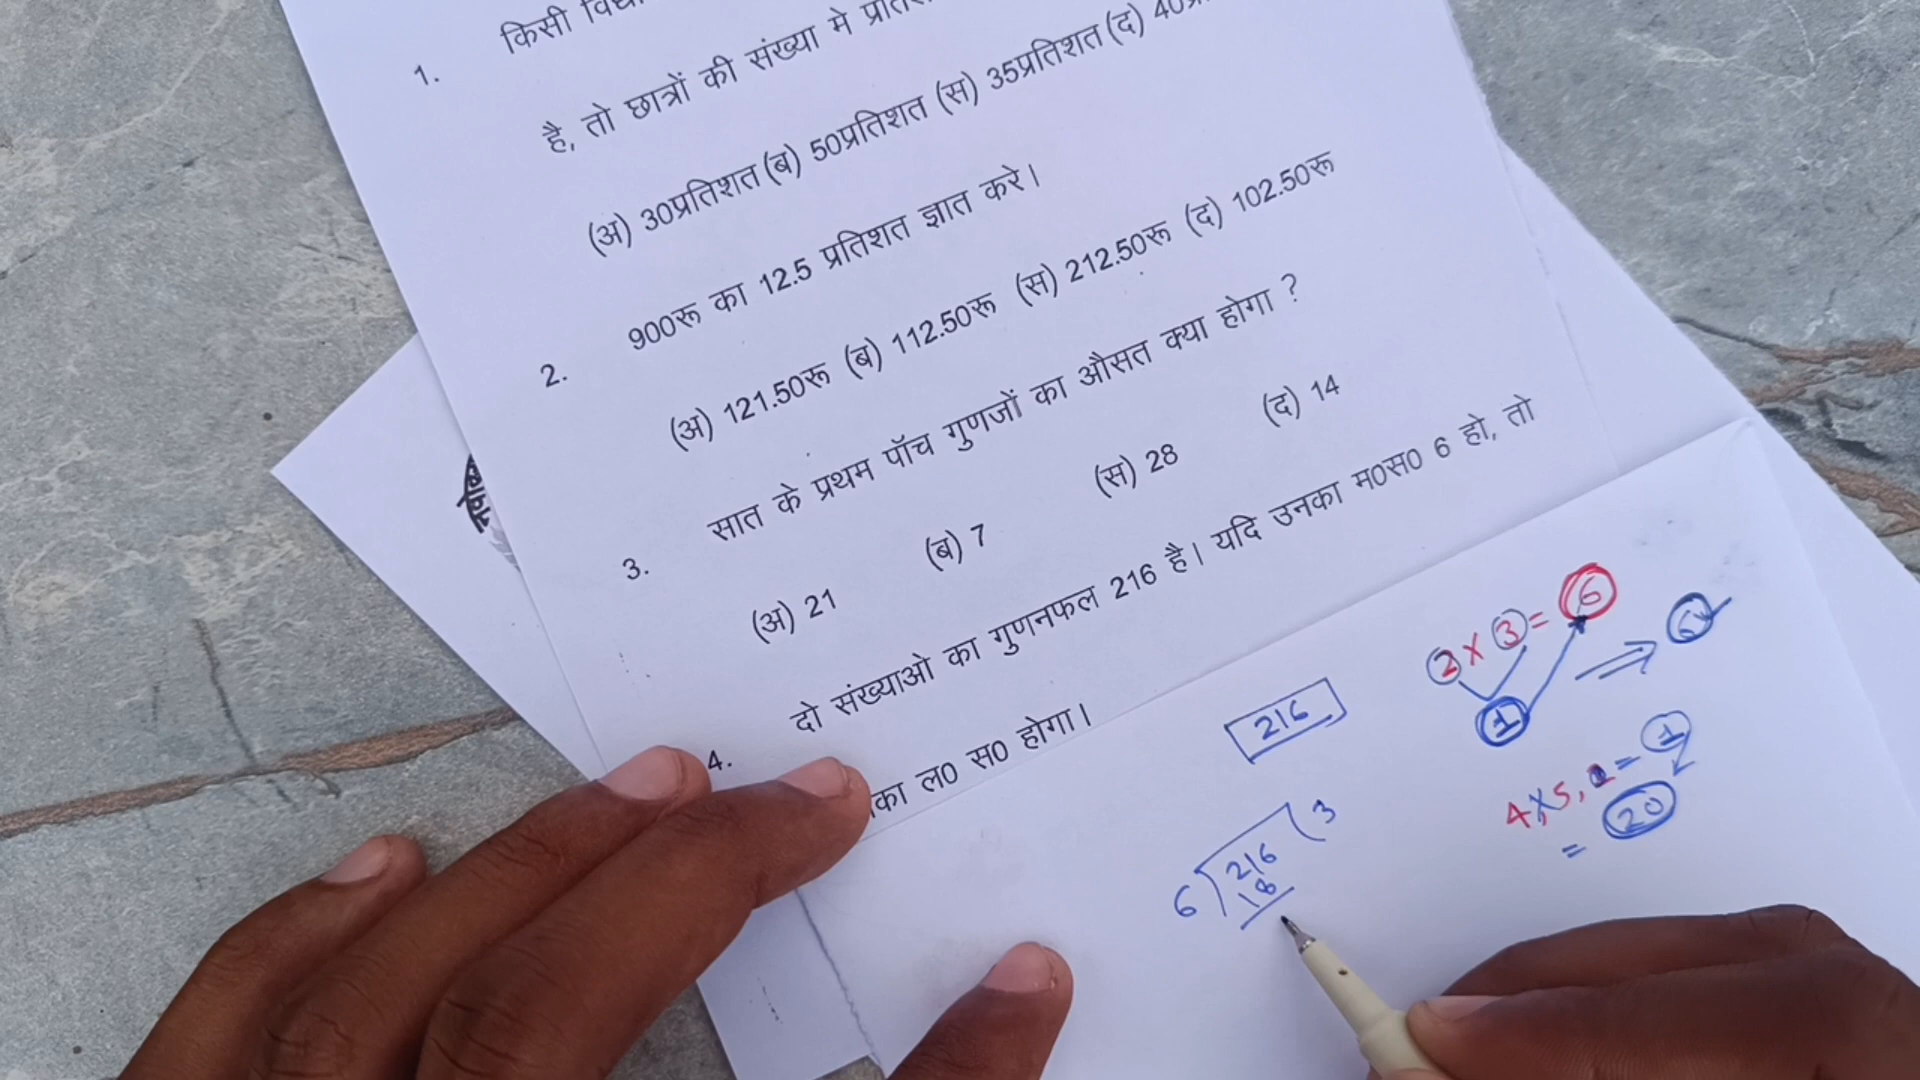 1. किसी
है, तो छात्रों की संख्या मे
(अ) 30प्रतिशत (ब) 50प्रतिशत (स) 35प्रतिशत (द)
2. 900रू का 12.5 प्रतिशत ज्ञात करे।
(अ) 121.50रू (ब) 112.50रू (स) 212.50रू (द) 102.50रू
3. सात के प्रथम पॉच गुणजों का औसत क्या होगा ?
(अ) 21 (ब) 7 (स) 28 (द) 14
4. दो संख्याओ का गुणनफल 216 है। यदि उनका म0स0 6 हो, तो
ल0 स0 होगा।
216
2 x 3 = 6
1
6
4x5, = 1
= 20
6 216 3
18